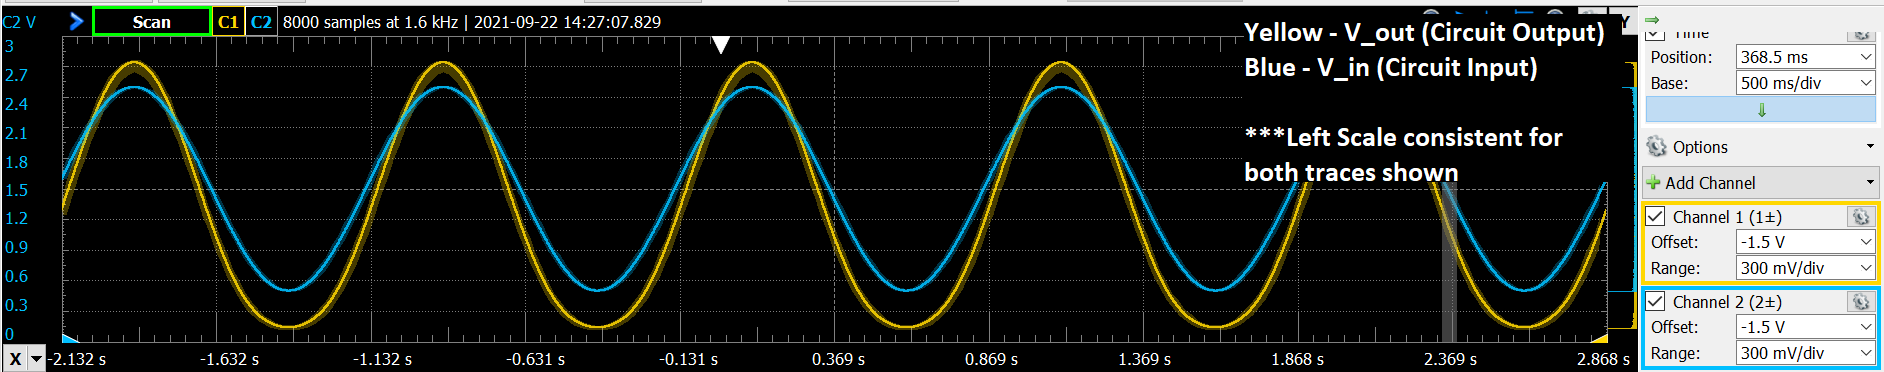 C2 V
Scan
C1
C2
8000 samples at 1.6 kHz | 2021-09-22 14:27:07.829
Y
3
2.7
2.4
2.1
1.8
1.5
1.2
0.9
0.6
0.3
0
Yellow - V_out (Circuit Output)
Blue - V_in (Circuit Input)
***Left Scale consistent for
both traces shown
X
-2.132 s
-1.632 s
-1.132 s
-0.631 s
-0.131 s
0.369 s
0.869 s
1.369 s
1.868 s
2.369 s
2.868 s
Time
Position: 368.5 ms
Base: 500 ms/div
Options
Add Channel
Channel 1 (1±)
Offset: -1.5 V
Range: 300 mV/div
Channel 2 (2±)
Offset: -1.5 V
Range: 300 mV/div